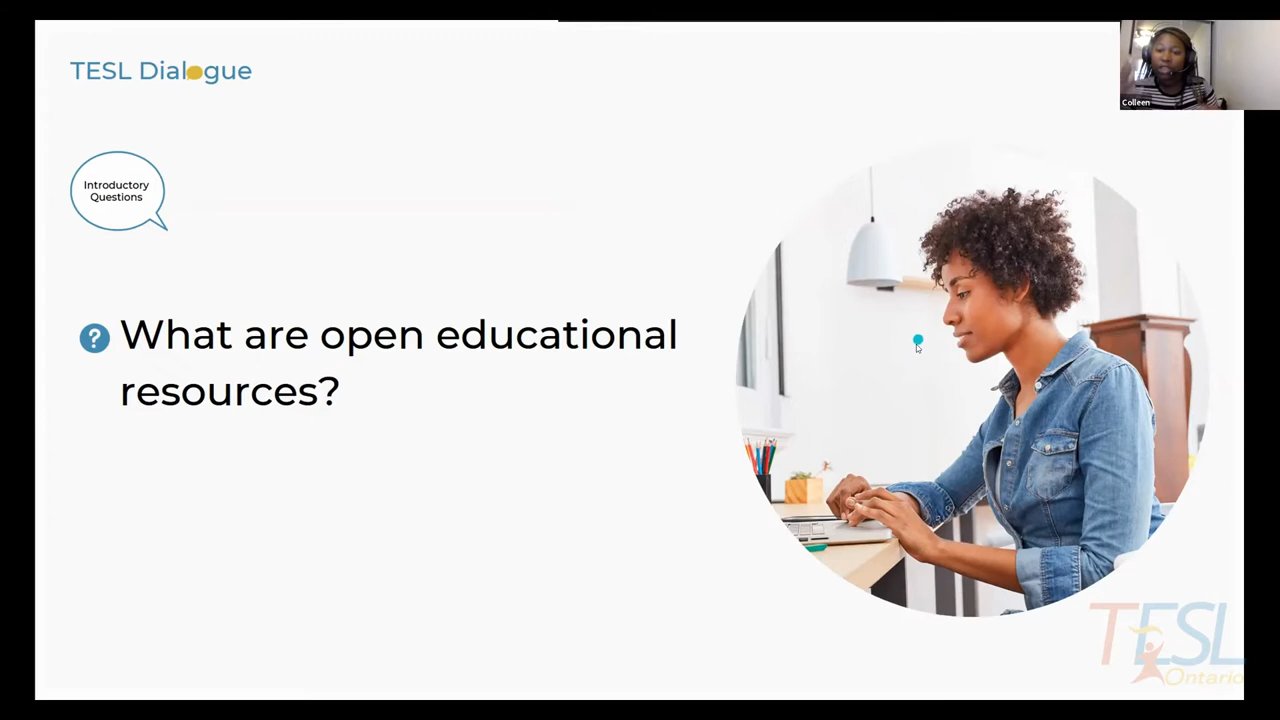 TESL Dialogue
Colleen
Introductory
Questions
?
What are open educational
resources?
TESL
Ontario